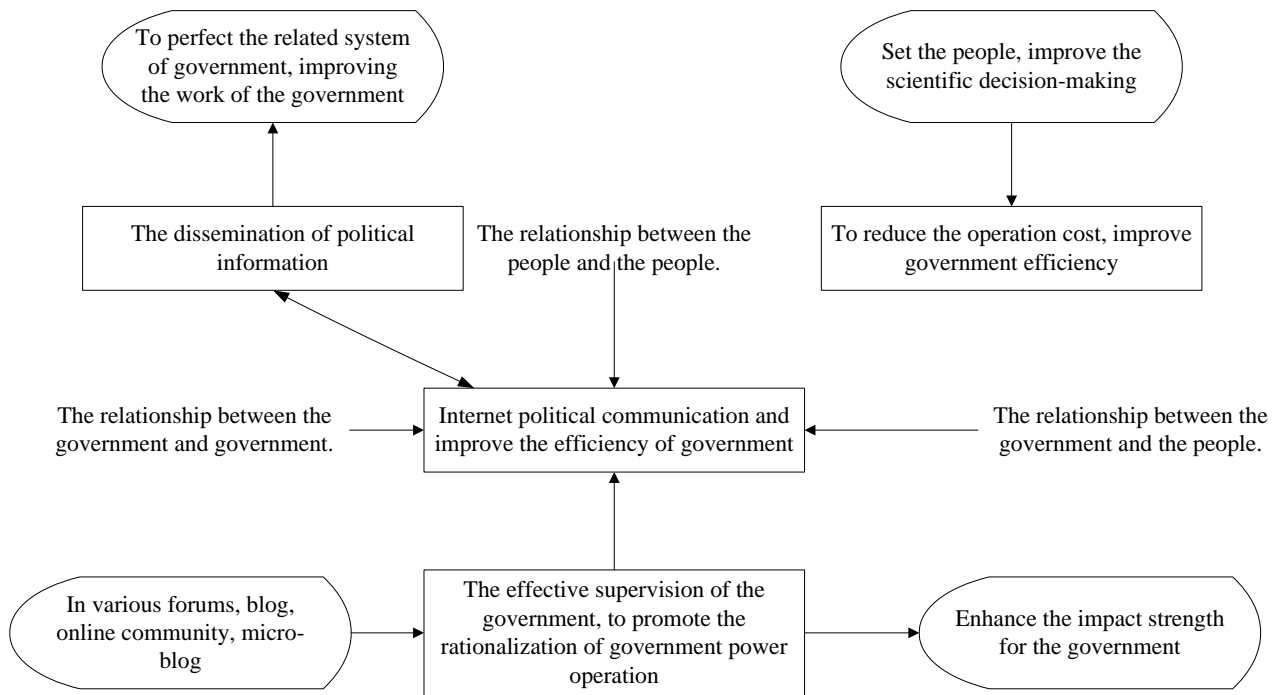 To perfect the related system
of government, improving
the work of the government
Set the people, improve the
scientific decision-making
The dissemination of political
information
The relationship between the
people and the people.
To reduce the operation cost, improve
government efficiency
The relationship between the
government and government.
Internet political communication and
improve the efficiency of government
The relationship between the
government and the people.
In various forums, blog,
online community, micro-
blog
The effective supervision of the
government, to promote the
rationalization of government power
operation
Enhance the impact strength
for the government